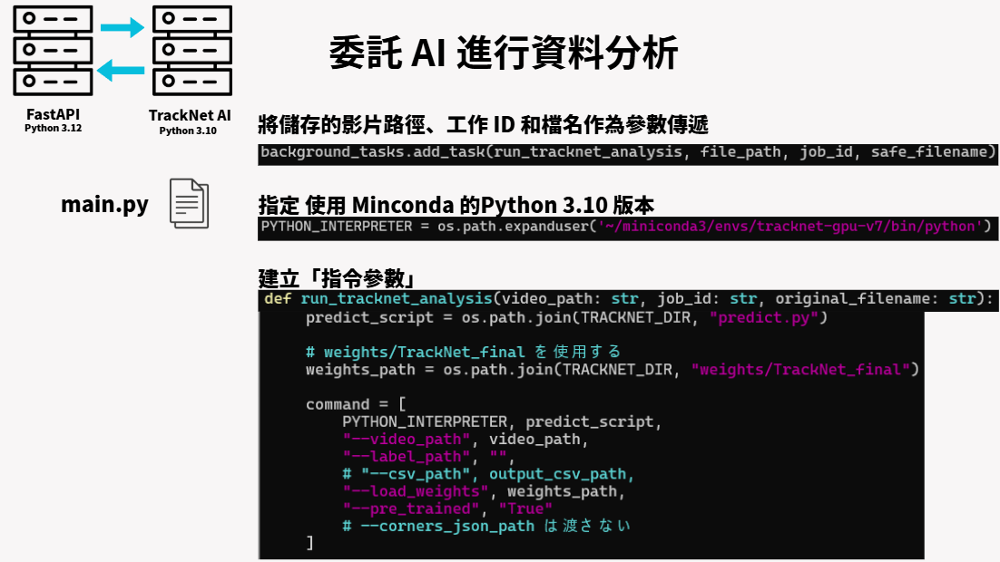 委託 AI 進行資料分析
FastAPI
Python 3.12
TrackNet AI
Python 3.10
將儲存的影片路徑、工作 ID 和檔名作為參數傳遞
background_tasks.add_task(run_tracknet_analysis, file_path, job_id, safe_filename)
main.py
指定 使用 Minconda 的Python 3.10 版本
PYTHON_INTERPRETER = os.path.expanduser('~/miniconda3/envs/tracknet-gpu-v7/bin/python')
建立「指令參數」
def run_tracknet_analysis(video_path: str, job_id: str, original_filename: str):
predict_script = os.path.join(TRACKNET_DIR, "predict.py")
# weights/TrackNet_final を使用する
weights_path = os.path.join(TRACKNET_DIR, "weights/TrackNet_final")
command = [
PYTHON_INTERPRETER, predict_script,
"--video_path", video_path,
"--label_path", "",
# "--csv_path", output_csv_path,
"--load_weights", weights_path,
"--pre_trained", "True"
# --corners_json_path は渡さない
]